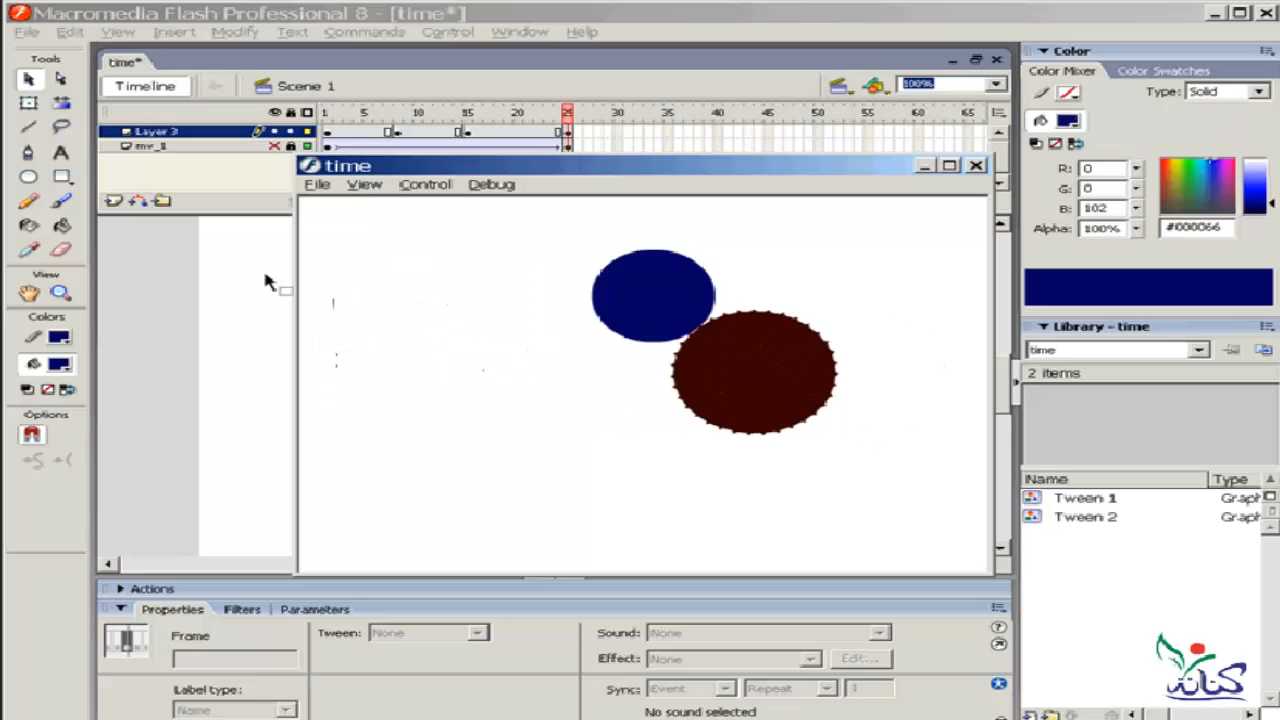 Macromedia Flash Professional 8 - [time*]
File Edit View Insert Modify Text Commands Control Window Help
Tools
View
Colors
Options
time*
Timeline
Scene 1
100%
1 5 10 15 20 25 30 35 40 45 50 55 60 65
Layer 3
time
File View Control Debug
Color
Color Mixer Color Swatches
Type: Solid
R: 0
G: 0
B: 102
Alpha: 100%
#000066
Library - time
time
2 items
Name Type
Tween 1 Graph
Tween 2 Graph
Actions
Properties Filters Parameters
Frame
Tween: None
Sound: None
Effect: None Edit...
Label type:
Name
Sync: Event Repeat 1
No sound selected
كنانة